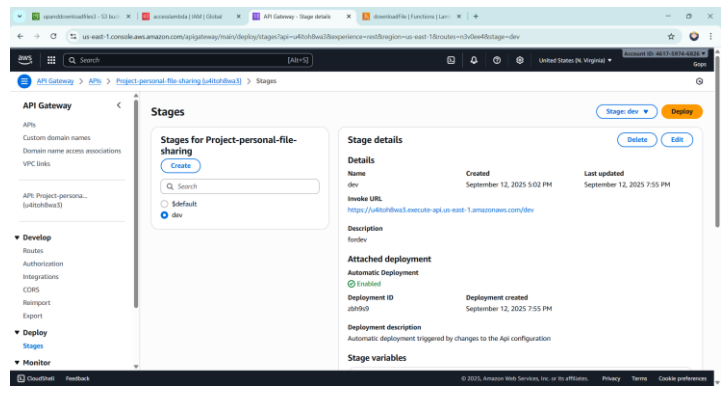 upanddownloadfiles3 - S3 buc
accesslambda | IAM | Global
API Gateway - Stage details
downloadFile | Functions | Lam
us-east-1.console.aws.amazon.com/apigateway/main/deploy/stages?api=u4itoh8wa3&experience=rest&region=us-east-1&routes=n3v0ee4&stage=dev
aws
Search [Alt+S]
United States (N. Virginia)
Account ID: 4617-5974-6826
Gops
API Gateway > APIs > Project-personal-file-sharing (u4itoh8wa3) > Stages
API Gateway
APIs
Custom domain names
Domain name access associations
VPC links
API: Project-persona...
(u4itoh8wa3)
Develop
Routes
Authorization
Integrations
CORS
Reimport
Export
Deploy
Stages
Monitor
Stages
Stage: dev
Deploy
Stages for Project-personal-file-
sharing
Create
Search
$default
dev
Stage details
Delete
Edit
Details
Name Created Last updated
dev September 12, 2025 5:02 PM September 12, 2025 7:55 PM
Invoke URL
https://u4itoh8wa3.execute-api.us-east-1.amazonaws.com/dev
Description
fordev
Attached deployment
Automatic Deployment
Enabled
Deployment ID Deployment created
zbh9s9 September 12, 2025 7:55 PM
Deployment description
Automatic deployment triggered by changes to the Api configuration
Stage variables
CloudShell Feedback
© 2025, Amazon Web Services, Inc. or its affiliates. Privacy Terms Cookie preferences